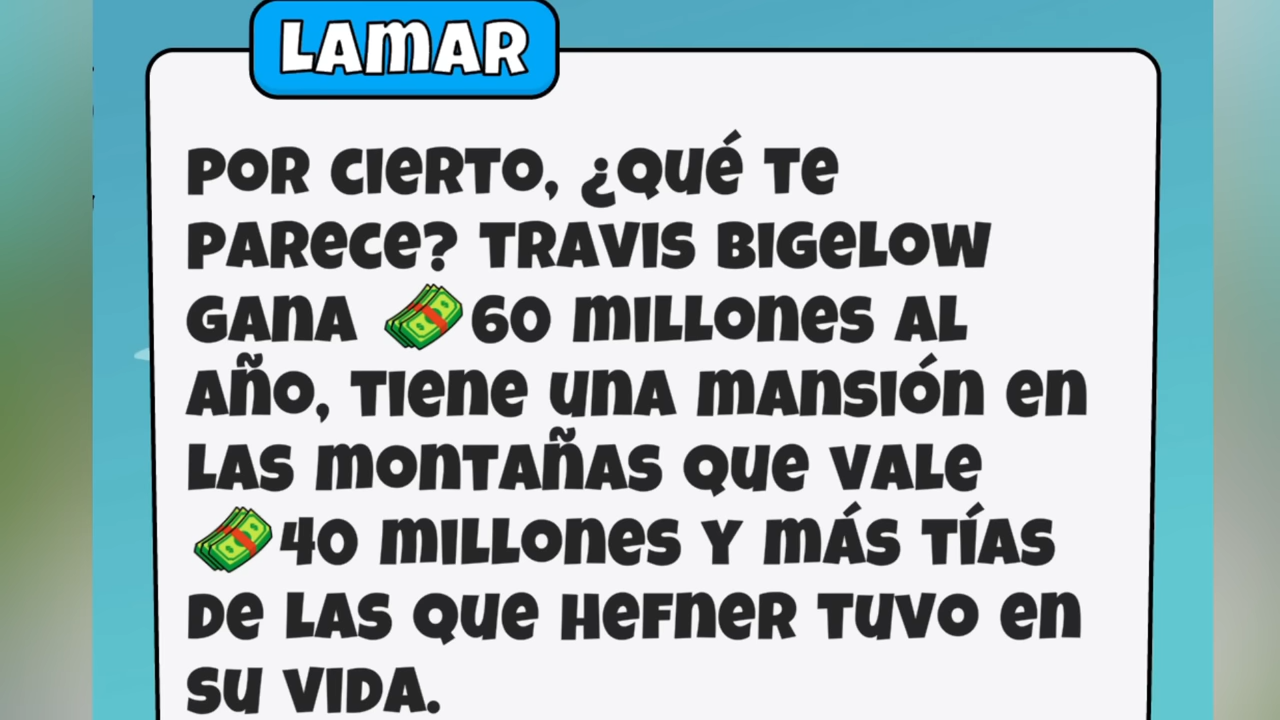 LAMAR
POR CIERTO, ¿QUÉ TE
PARECE? TRAVIS BIGELOW
GANA 60 MILLONES AL
AÑO, TIENE UNA MANSIÓN EN
LAS MONTAÑAS QUE VALE
40 MILLONES Y MÁS TÍAS
DE LAS QUE HEFNER TUVO EN
SU VIDA.